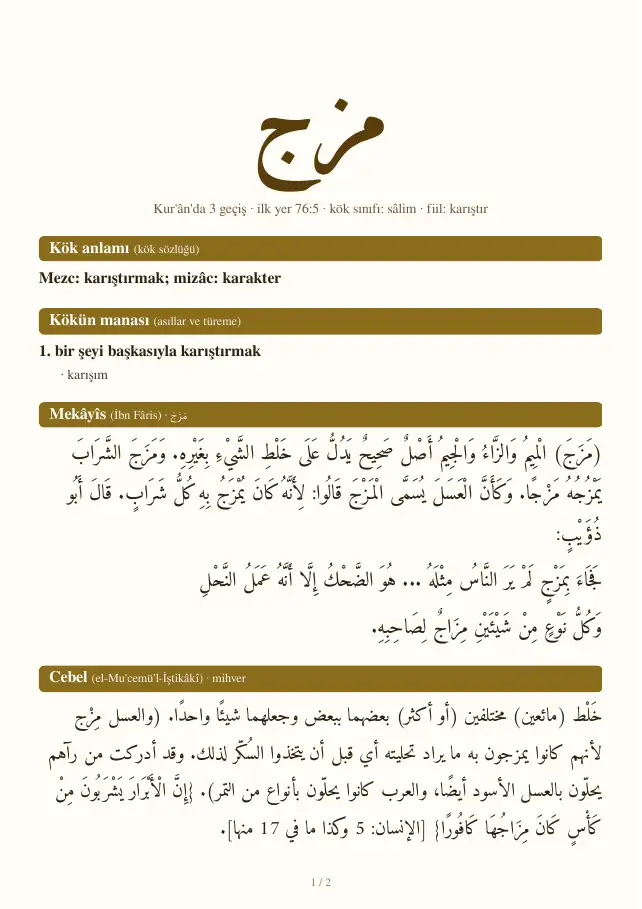 مزج
Kur'ân'da 3 geçiş · ilk yer 76:5 · kök sınıfı: sâlim · fiil: karıştır
Kök anlamı (kök sözlüğü)
Mezc: karıştırmak; mizâc: karakter
Kökün manası (asıllar ve türeme)
1. bir şeyi başkasıyla karıştırmak
· karışım
Mekâyîs (İbn Fâris) · مَزَجَ
(مَزَجَ) الْمِيمُ وَالزَّاءُ وَالْجِيمُ أَصْلٌ صَحِيحٌ يَدُلُّ عَلَى خَلْطِ الشَّيْءِ بِغَيْرِهِ. وَمَزَجَ الشَّرَابَ
يَمْزُجُهُ مَزْجًا. وَكَأَنَّ الْعَسَلَ يُسَمَّى الْمَزْجَ قَالُوا: لِأَنَّهُ كَانَ يُمْزَجُ بِهِ كُلُّ شَرَابٍ. قَالَ أَبُو
ذُؤَيْبٍ:
فَجَاءَ بِمَزْجٍ لَمْ يَرَ النَّاسُ مِثْلَهُ ... هُوَ الضَّحْكُ إِلَّا أَنَّهُ عَمَلُ النَّحْلِ
وَكُلُّ نَوْعٍ مِنْ شَيْئَيْنِ مِزَاجٌ لِصَاحِبِهِ.
Cebel (el-Mu'cemü'l-İştikâkî) · mihver
خَلْط (مائعين) مختلفين (أو أكثر) بعضهما ببعض وجعلهما شيئًا واحدًا. (والعسل مِزْج
لأنهم كانوا يمزجون به ما يراد تحليته أي قبل أن يتخذوا السُكّر لذلك. وقد أدركت من رآهم
يحلّون بالعسل الأسود أيضًا، والعرب كانوا يحلّون بأنواع من التمر). {إِنَّ الْأَبْرَارَ يَشْرَبُونَ مِنْ
كَأْسٍ كَانَ مِزَاجُهَا كَافُورًا} [الإنسان: 5 وكذا ما في 17 منها].
1 / 2